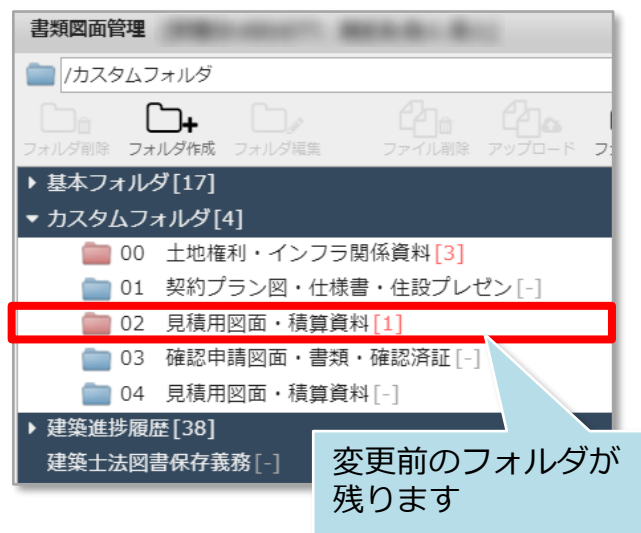 書類図面管理
/カスタムフォルダ
フォルダ削除 フォルダ作成 フォルダ編集 ファイル削除 アップロード フ
基本フォルダ[17]
カスタムフォルダ[4]
00 土地権利・インフラ関係資料[3]
01 契約プラン図・仕様書・住設プレゼン[-]
02 見積用図面・積算資料[1]
03 確認申請図面・書類・確認済証[-]
04 見積用図面・積算資料[-]
建築進捗履歴[38]
建築士法図書保存義務[-]
変更前のフォルダが
残ります